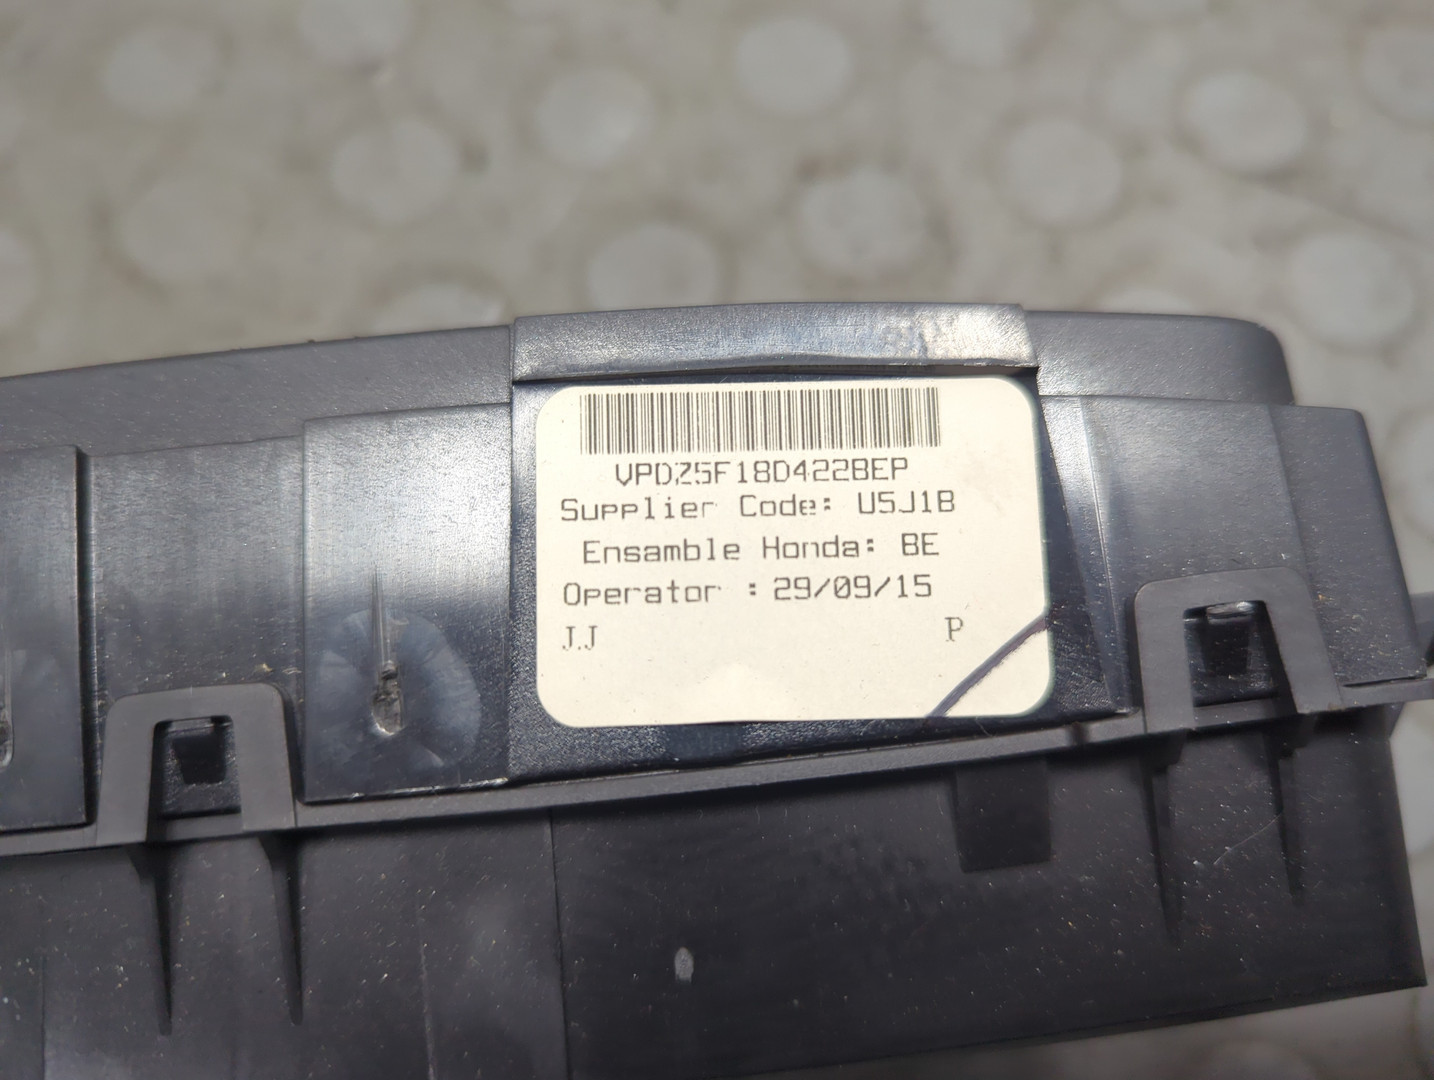 VPDZ5F18D422BEP
Supplier Code: U5J1B
Ensamble Honda: BE
Operator : 29/09/15
J.J P